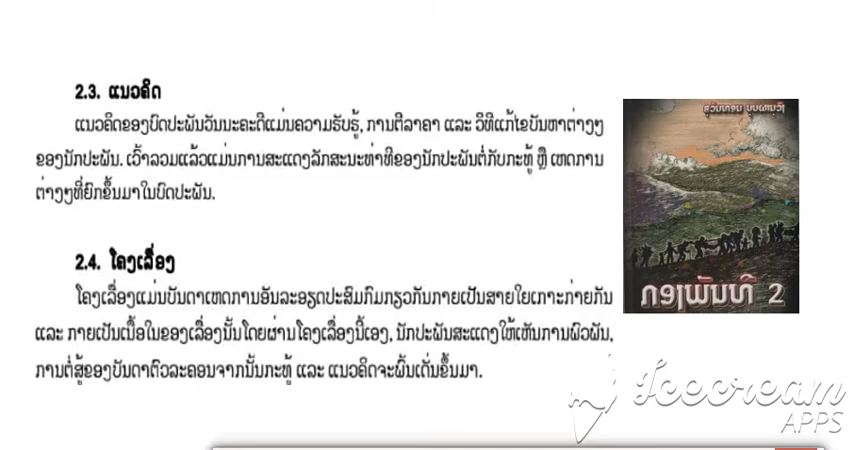 2.3. ແນວຄິດ
ແນວຄິດຂອງບົດປະພັນວັນນະຄະດີແມ່ນຄວາມຮັບຮູ້, ການຕີລາຄາ ແລະ ວິທີແກ້ໄຂບັນຫາຕ່າງໆ
ຂອງນັກປະພັນ. ເວົ້າລວມແລ້ວແມ່ນການສະແດງລັກສະນະທ່າທີຂອງນັກປະພັນຕໍ່ກັບກະທູ້ ຫຼື ເຫດການ
ຕ່າງໆທີ່ຍົກຂຶ້ນມາໃນບົດປະພັນ.
2.4. ໂຄງເລື່ອງ
ໂຄງເລື່ອງແມ່ນບັນດາເຫດການອັນລະອຽດປະສົມກົມກຽວກັນກາຍເປັນສາຍໃຍເກາະກ່າຍກັນ
ແລະ ກາຍເປັນເນື້ອໃນຂອງເລື່ອງນັ້ນໂດຍຜ່ານໂຄງເລື່ອງນີ້ເອງ, ນັກປະພັນສະແດງໃຫ້ເຫັນການພົວພັນ,
ການຕໍ່ສູ້ຂອງບັນດາຕົວລະຄອນຈາກນັ້ນກະທູ້ ແລະ ແນວຄິດຈະພົ້ນເດັ່ນຂຶ້ນມາ.
ກອງພັນທີ 2
Icecream
APPS